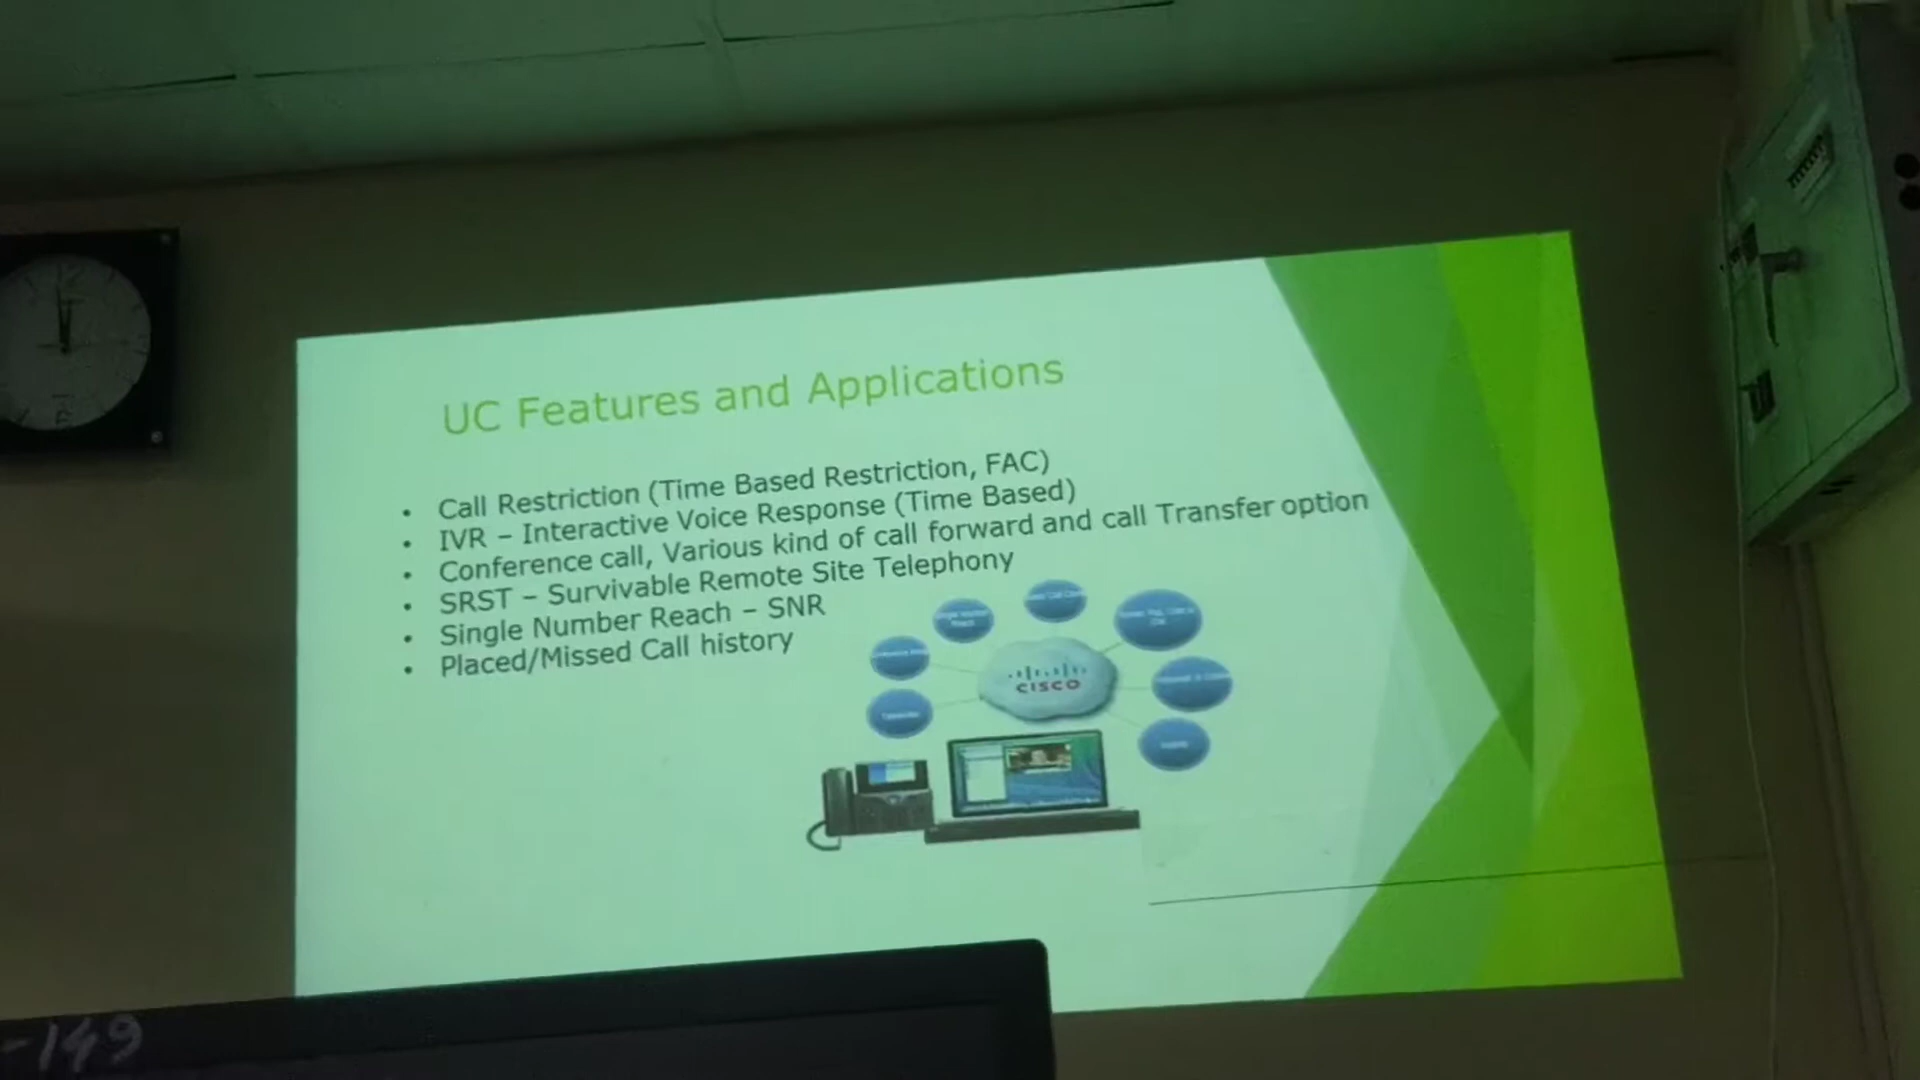 UC Features and Applications
• Call Restriction (Time Based Restriction, FAC)
• IVR – Interactive Voice Response (Time Based)
• Conference call, Various kind of call forward and call Transfer option
• SRST – Survivable Remote Site Telephony
• Single Number Reach – SNR
• Placed/Missed Call history
CISCO
-149